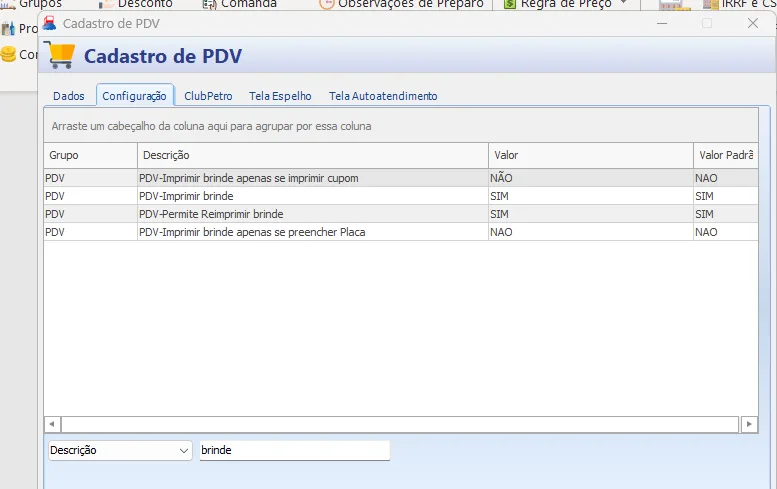 Grupos Desconto Comanda Observações de Preparo Regra de Preço IRRF e CS
Cadastro de PDV
Cadastro de PDV
Dados Configuração ClubPetro Tela Espelho Tela Autoatendimento
Arraste um cabeçalho da coluna aqui para agrupar por essa coluna
Grupo Descrição Valor Valor Padrã
PDV PDV-Imprimir brinde apenas se imprimir cupom NÃO NAO
PDV PDV-Imprimir brinde SIM SIM
PDV PDV-Permite Reimprimir brinde SIM SIM
PDV PDV-Imprimir brinde apenas se preencher Placa NAO NAO
Descrição brinde